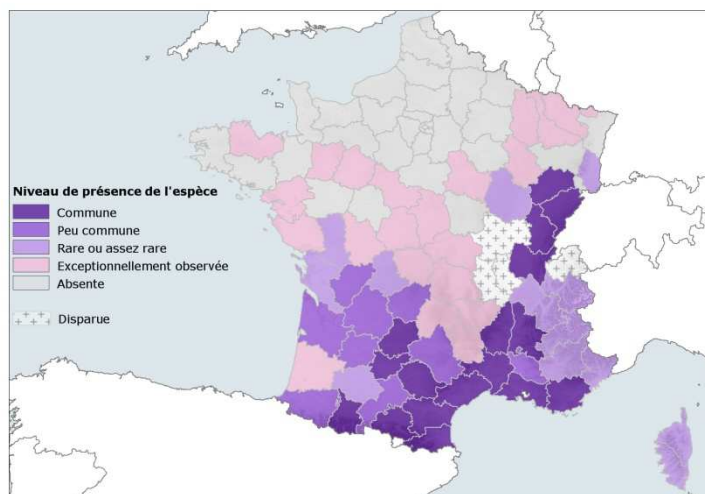 Niveau de présence de l'espèce
Commune
Peu commune
Rare ou assez rare
Exceptionnellement observée
Absente
Disparue